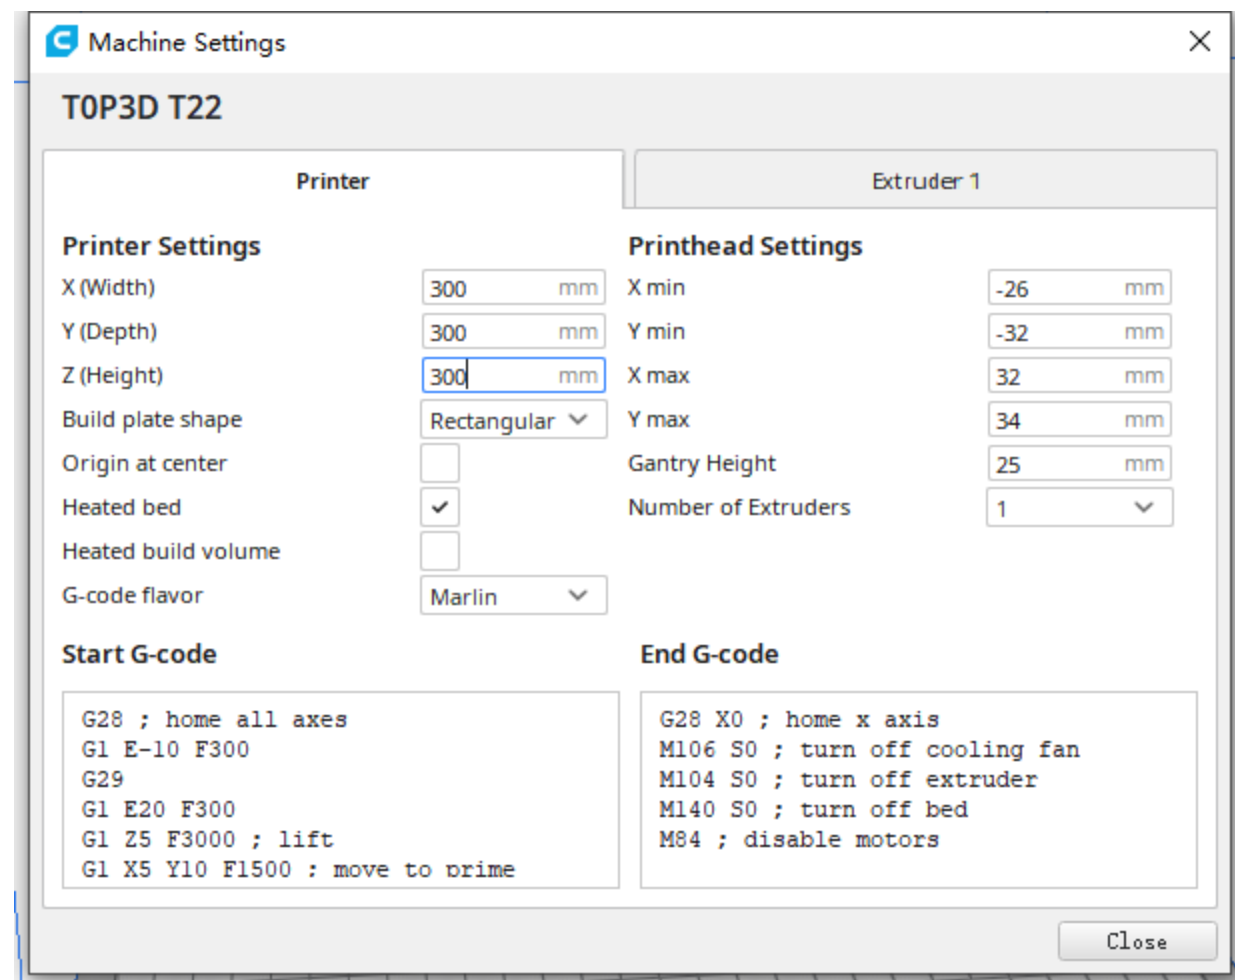 Machine Settings
T0P3D T22
Printer
Extruder 1
Printer Settings
X (Width) 300 mm
Y (Depth) 300 mm
Z (Height) 300 mm
Build plate shape Rectangular
Origin at center
Heated bed
Heated build volume
G-code flavor Marlin
Printhead Settings
X min -26 mm
Y min -32 mm
X max 32 mm
Y max 34 mm
Gantry Height 25 mm
Number of Extruders 1
Start G-code
G28 ; home all axes
G1 E-10 F300
G29
G1 E20 F300
G1 Z5 F3000 ; lift
G1 X5 Y10 F1500 ; move to prime
End G-code
G28 X0 ; home x axis
M106 S0 ; turn off cooling fan
M104 S0 ; turn off extruder
M140 S0 ; turn off bed
M84 ; disable motors
Close